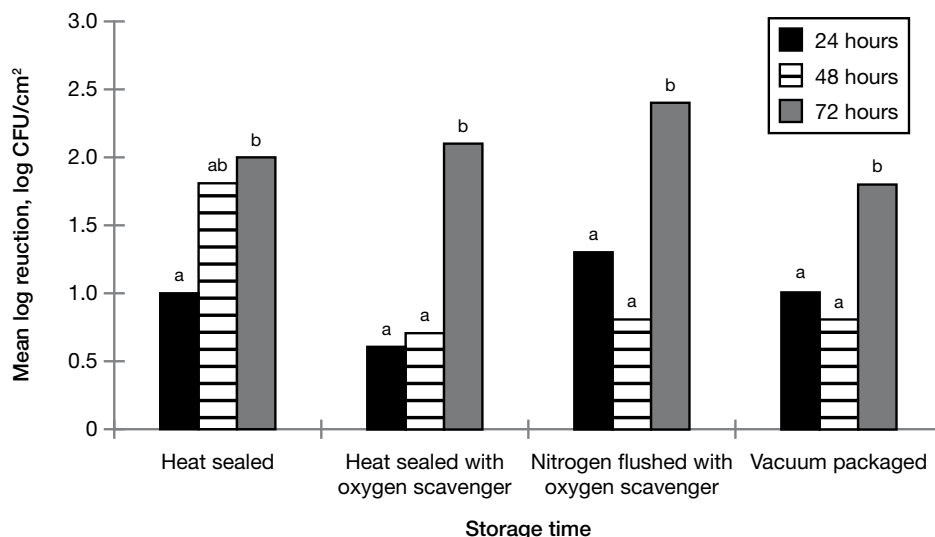 Mean log reuction, log CFU/cm²
3.0
2.5
2.0
1.5
1.0
0.5
0
24 hours
48 hours
72 hours
a
ab
b
a
a
b
a
a
b
a
a
b
Heat sealed
Heat sealed with
oxygen scavenger
Nitrogen flushed with
oxygen scavenger
Vacuum packaged
Storage time